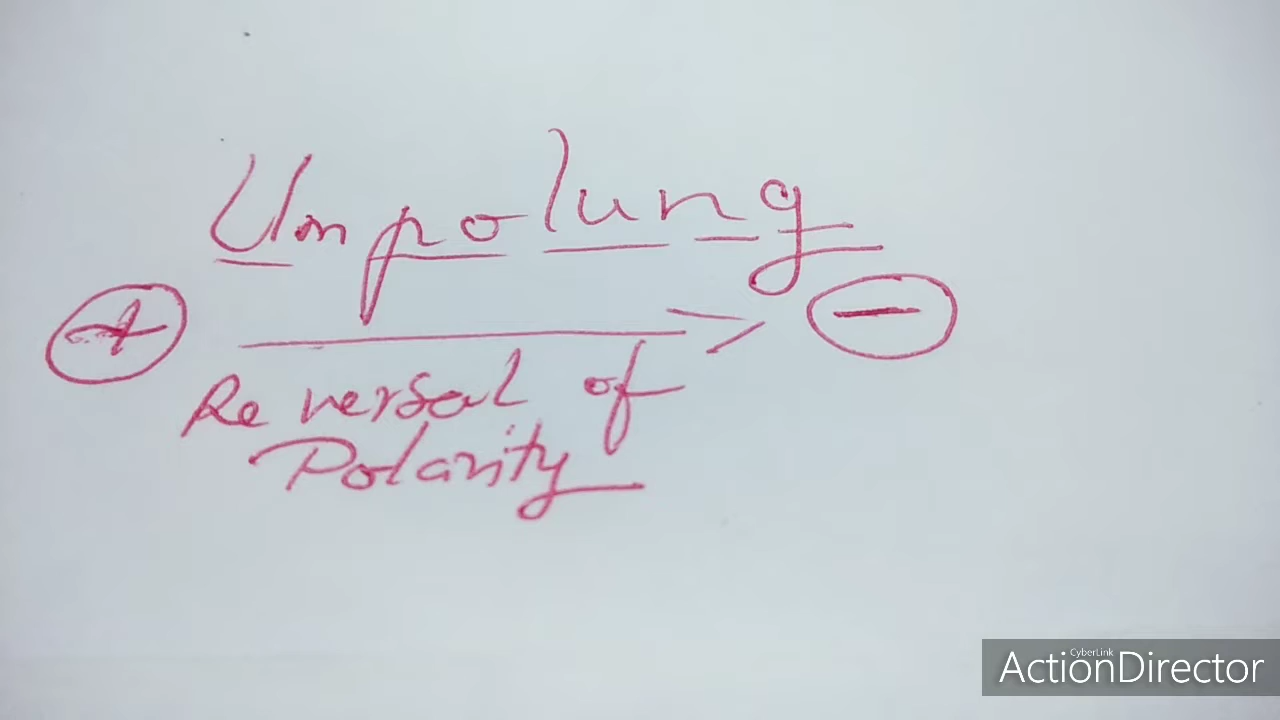 Umpolung
+ −
Reversal of
Polarity
CyberLink
ActionDirector